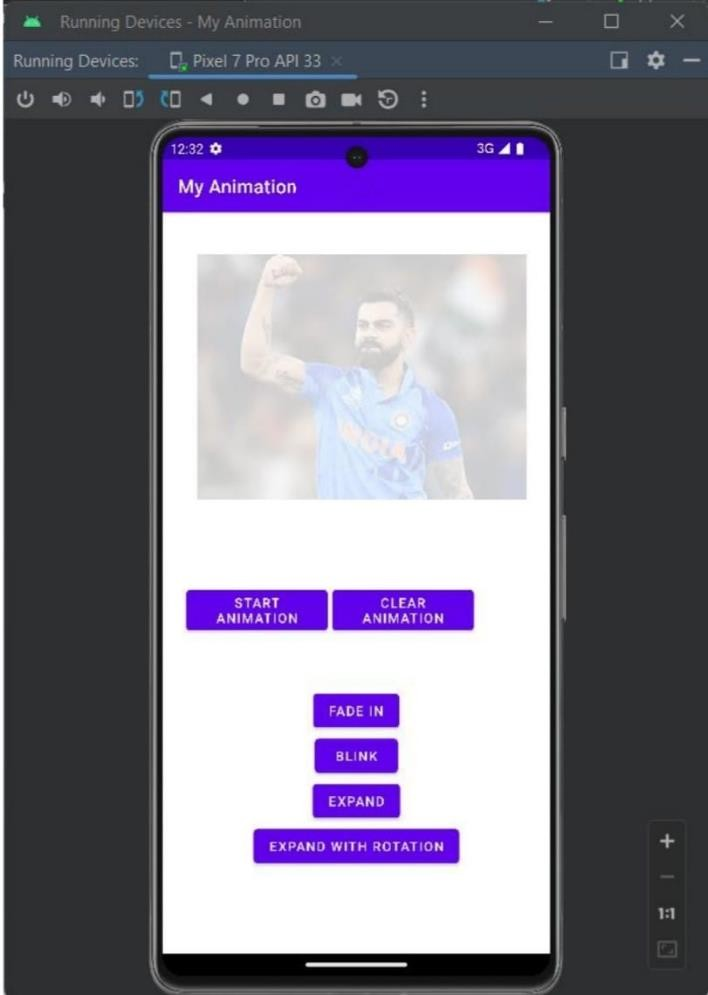 Running Devices - My Animation
Running Devices: Pixel 7 Pro API 33
12:32 3G
My Animation
INDIA
START
ANIMATION
CLEAR
ANIMATION
FADE IN
BLINK
EXPAND
EXPAND WITH ROTATION
1:1